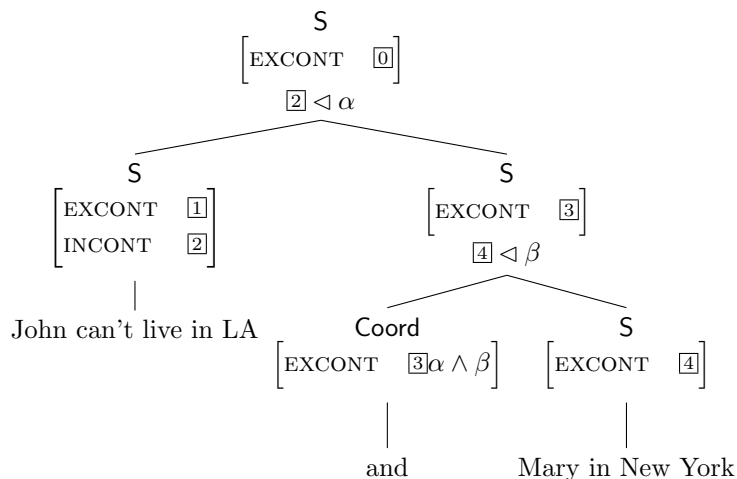 S
[EXCONT 0]
2 ◁ α
S S
[EXCONT 1 [EXCONT 3]
INCONT 2]
4 ◁ β
John can't live in LA Coord S
[EXCONT 3α ∧ β] [EXCONT 4]
and Mary in New York